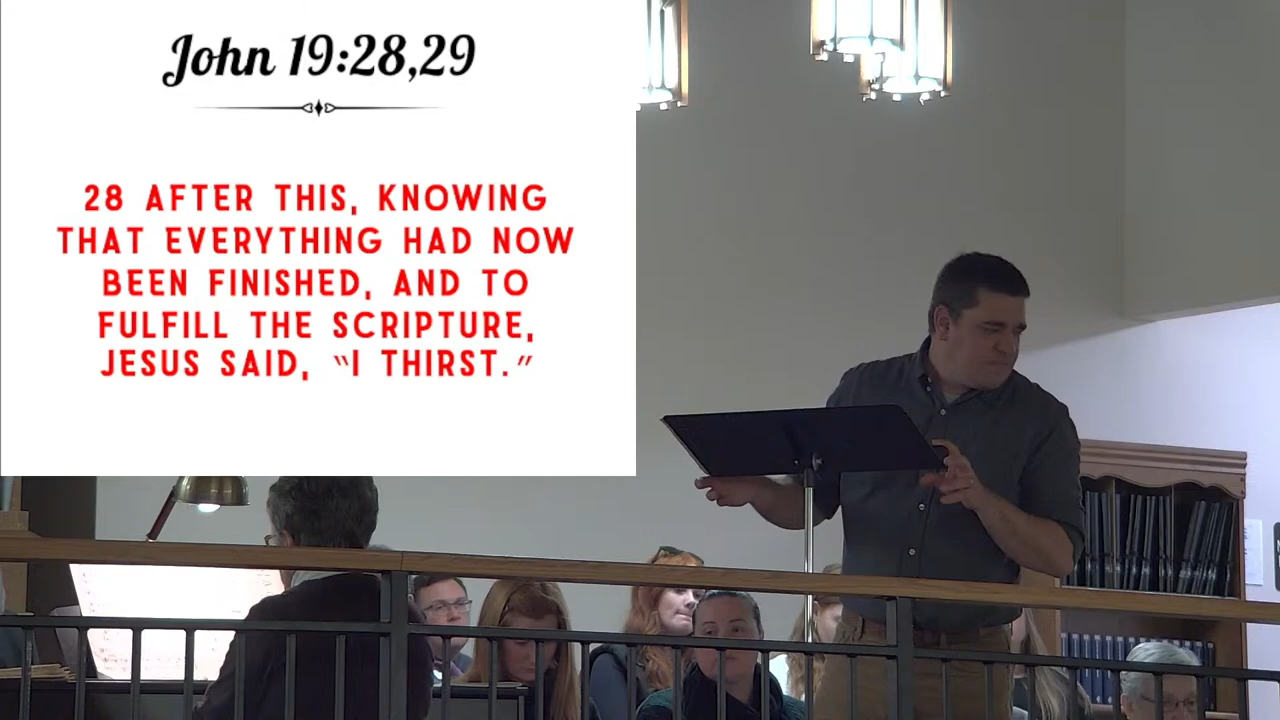 John 19:28,29
28 AFTER THIS, KNOWING
THAT EVERYTHING HAD NOW
BEEN FINISHED, AND TO
FULFILL THE SCRIPTURE,
JESUS SAID, “I THIRST.”